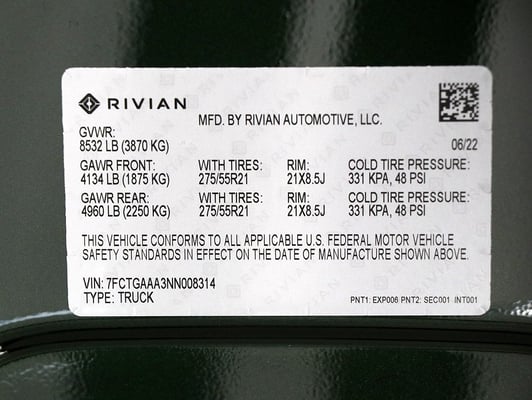 RIVIAN
MFD. BY RIVIAN AUTOMOTIVE, LLC.
GVWR:
8532 LB (3870 KG) 06/22
GAWR FRONT: WITH TIRES: RIM: COLD TIRE PRESSURE:
4134 LB (1875 KG) 275/55R21 21X8.5J 331 KPA, 48 PSI
GAWR REAR: WITH TIRES: RIM: COLD TIRE PRESSURE:
4960 LB (2250 KG) 275/55R21 21X8.5J 331 KPA, 48 PSI
THIS VEHICLE CONFORMS TO ALL APPLICABLE U.S. FEDERAL MOTOR VEHICLE
SAFETY STANDARDS IN EFFECT ON THE DATE OF MANUFACTURE SHOWN ABOVE.
VIN: 7FCTGAAA3NN008314
TYPE: TRUCK PNT1: EXP006 PNT2: SEC001 INT001